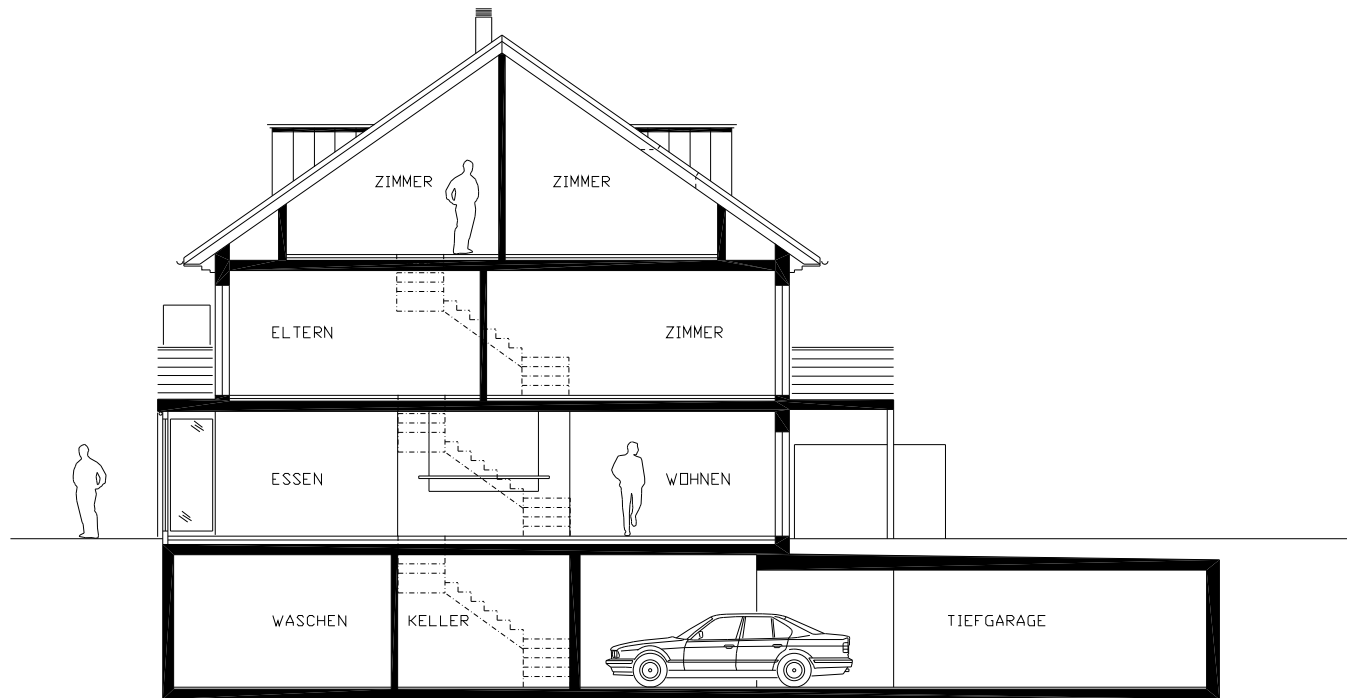 ZIMMER
ZIMMER
ELTERN
ZIMMER
ESSEN
WOHNEN
WASCHEN
KELLER
TIEFGARAGE